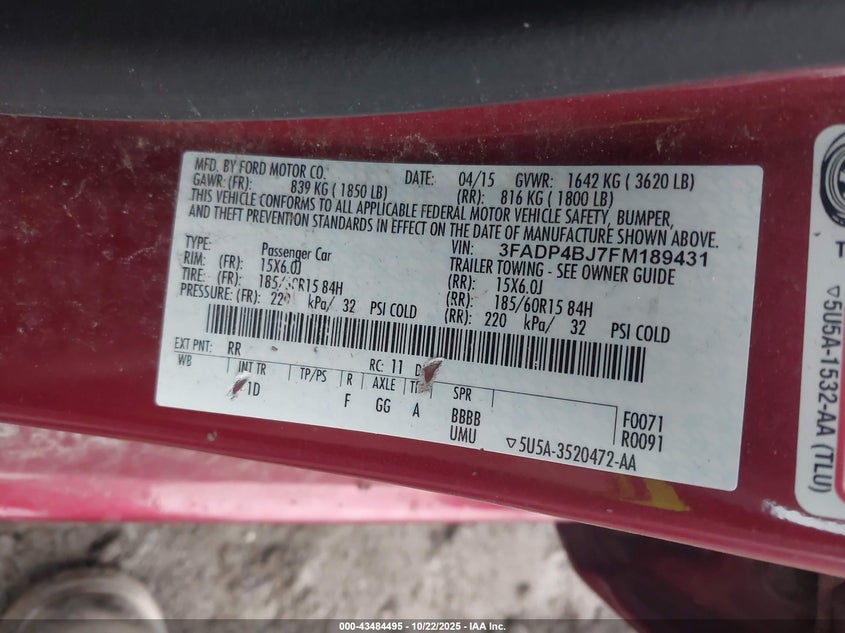 MFD. BY FORD MOTOR CO. DATE: 04/15 GVWR: 1642 KG ( 3620 LB)
GAWR: (FR): 839 KG ( 1850 LB) (RR): 816 KG ( 1800 LB)
THIS VEHICLE CONFORMS TO ALL APPLICABLE FEDERAL MOTOR VEHICLE SAFETY, BUMPER,
AND THEFT PREVENTION STANDARDS IN EFFECT ON THE DATE OF MANUFACTURE SHOWN ABOVE.
VIN: 3FADP4BJ7FM189431
TYPE: Passenger Car TRAILER TOWING - SEE OWNER GUIDE
RIM: (FR): 15X6.0J (RR): 15X6.0J
TIRE: (FR): 185/60R15 84H (RR): 185/60R15 84H
PRESSURE: (FR): 220 kPa/ 32 PSI COLD (RR): 220 kPa/ 32 PSI COLD
EXT PNT: RR RC: 11
WB INT TR TP/PS R AXLE SPR
1D F GG A BBBB F0071
UMU ▽5U5A-3520472-AA R0091
▽5U5A-1532-AA (TLU)
000-43484495 - 10/22/2025 - IAA Inc.